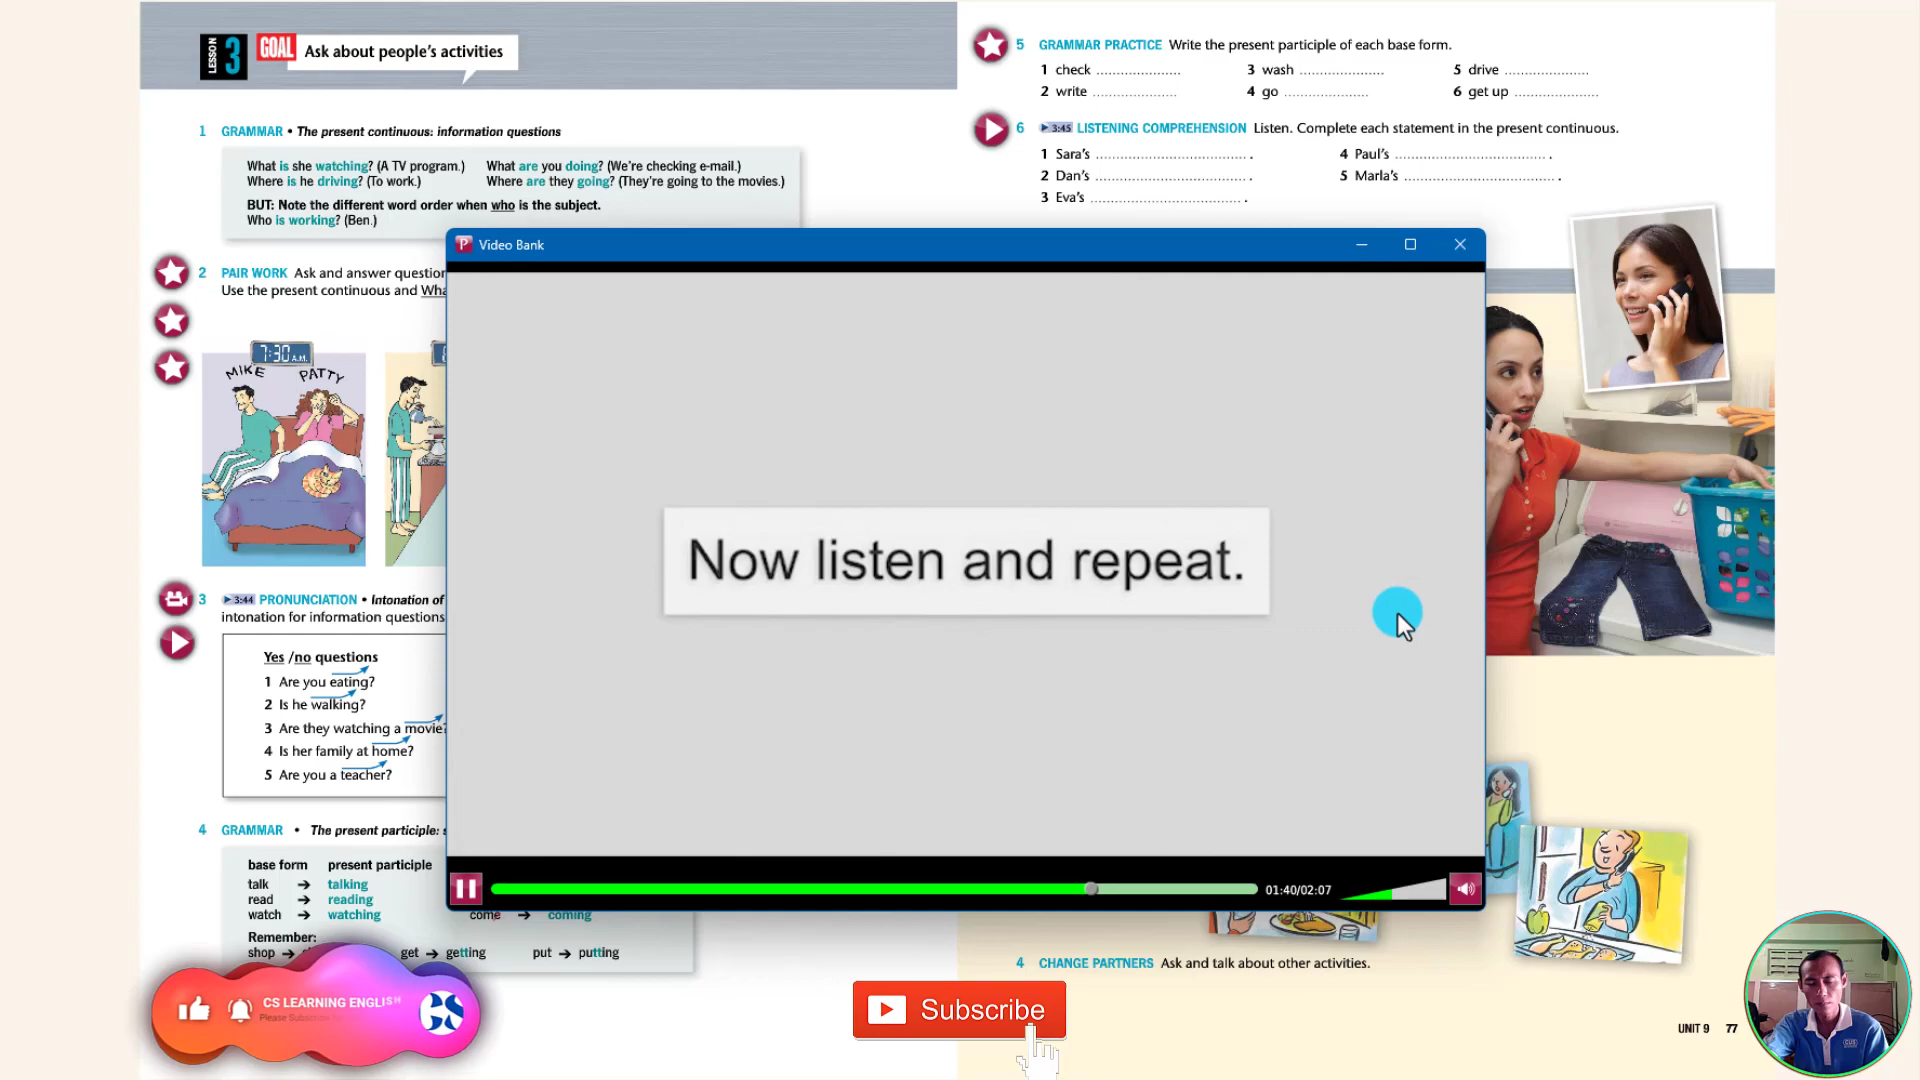 LESSON 3 GOAL Ask about people's activities
1 GRAMMAR • The present continuous: information questions
What is she watching? (A TV program.) What are you doing? (We're checking e-mail.)
Where is he driving? (To work.) Where are they going? (They're going to the movies.)
BUT: Note the different word order when who is the subject.
Who is working? (Ben.)
2 PAIR WORK Ask and answer
Use the present continuous and
7:30 A.M.
MIKE PATTY
3 3:44 PRONUNCIATION • Intonation of
intonation for information questions
Yes /no questions
1 Are you eating?
2 Is he walking?
3 Are they watching a movie?
4 Is her family at home?
5 Are you a teacher?
4 GRAMMAR • The present participle:
base form present participle
talk → talking
read → reading
watch → watching
come → coming
Remember:
shop → get → getting put → putting
5 GRAMMAR PRACTICE Write the present participle of each base form.
1 check ..................... 3 wash ..................... 5 drive .....................
2 write ..................... 4 go ..................... 6 get up .....................
6 3:45 LISTENING COMPREHENSION Listen. Complete each statement in the present continuous.
1 Sara's ...................................... . 4 Paul's ...................................... .
2 Dan's ...................................... . 5 Marla's ...................................... .
3 Eva's ...................................... .
P Video Bank
Now listen and repeat.
01:40/02:07
4 CHANGE PARTNERS Ask and talk about other activities.
UNIT 9 77
CS LEARNING ENGLISH
Please Subscribe
Subscribe